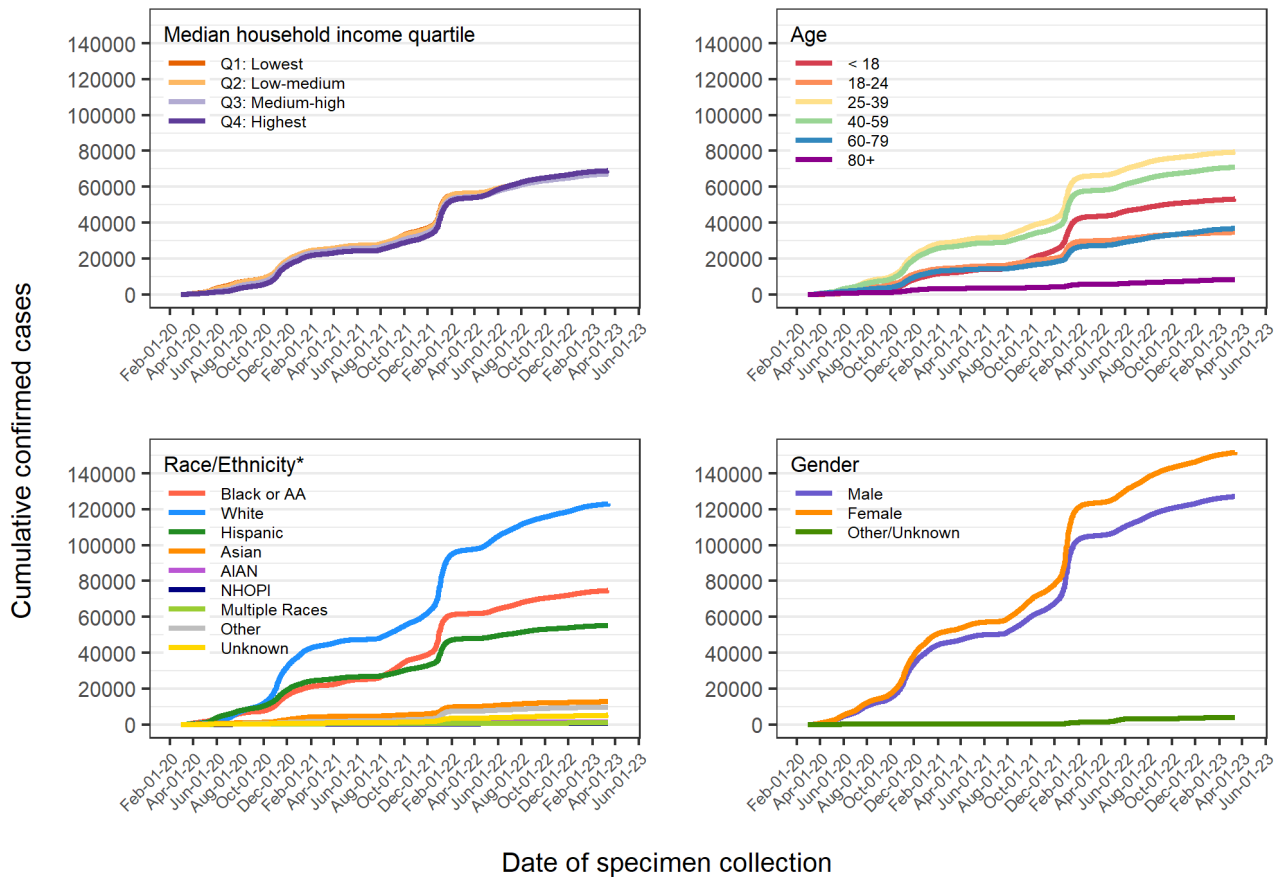 Median household income quartile
Q1: Lowest
Q2: Low-medium
Q3: Medium-high
Q4: Highest
140000
120000
100000
80000
60000
40000
20000
0
Feb-01-20
Apr-01-20
Jun-01-20
Aug-01-20
Oct-01-20
Dec-01-20
Feb-01-21
Apr-01-21
Jun-01-21
Aug-01-21
Oct-01-21
Dec-01-21
Feb-01-22
Apr-01-22
Jun-01-22
Aug-01-22
Oct-01-22
Dec-01-22
Feb-01-23
Apr-01-23
Jun-01-23
Age
< 18
18-24
25-39
40-59
60-79
80+
140000
120000
100000
80000
60000
40000
20000
0
Feb-01-20
Apr-01-20
Jun-01-20
Aug-01-20
Oct-01-20
Dec-01-20
Feb-01-21
Apr-01-21
Jun-01-21
Aug-01-21
Oct-01-21
Dec-01-21
Feb-01-22
Apr-01-22
Jun-01-22
Aug-01-22
Oct-01-22
Dec-01-22
Feb-01-23
Apr-01-23
Jun-01-23
Cumulative confirmed cases
Race/Ethnicity*
Black or AA
White
Hispanic
Asian
AIAN
NHOPI
Multiple Races
Other
Unknown
140000
120000
100000
80000
60000
40000
20000
0
Feb-01-20
Apr-01-20
Jun-01-20
Aug-01-20
Oct-01-20
Dec-01-20
Feb-01-21
Apr-01-21
Jun-01-21
Aug-01-21
Oct-01-21
Dec-01-21
Feb-01-22
Apr-01-22
Jun-01-22
Aug-01-22
Oct-01-22
Dec-01-22
Feb-01-23
Apr-01-23
Jun-01-23
Gender
Male
Female
Other/Unknown
140000
120000
100000
80000
60000
40000
20000
0
Feb-01-20
Apr-01-20
Jun-01-20
Aug-01-20
Oct-01-20
Dec-01-20
Feb-01-21
Apr-01-21
Jun-01-21
Aug-01-21
Oct-01-21
Dec-01-21
Feb-01-22
Apr-01-22
Jun-01-22
Aug-01-22
Oct-01-22
Dec-01-22
Feb-01-23
Apr-01-23
Jun-01-23
Date of specimen collection